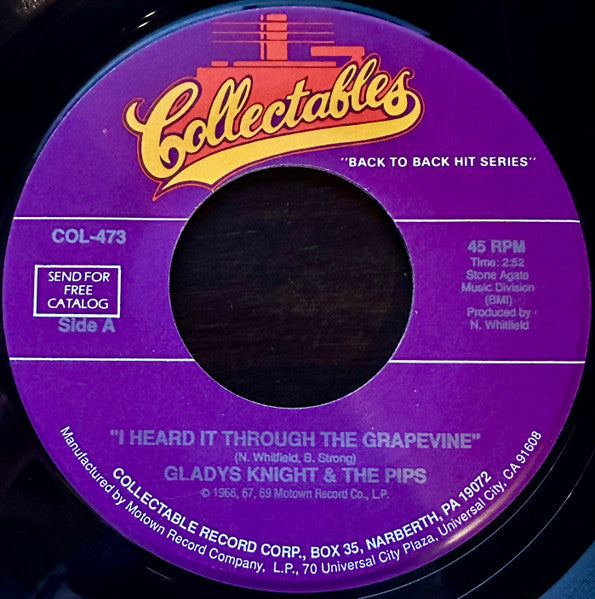 Collectables
"BACK TO BACK HIT SERIES"
COL-473
SEND FOR
FREE
CATALOG
Side A
45 RPM
Time: 2:52
Stone Agate
Music Division
(BMI)
Produced by
N. Whitfield
"I HEARD IT THROUGH THE GRAPEVINE"
(N. Whitfield, B. Strong)
GLADYS KNIGHT & THE PIPS
© 1966, 67, 69 Motown Record Co., L.P.
COLLECTABLE RECORD CORP., BOX 35, NARBERTH, PA 19072
Manufactured by Motown Record Company, L.P., 70 Universal City Plaza, Universal City, CA 91608